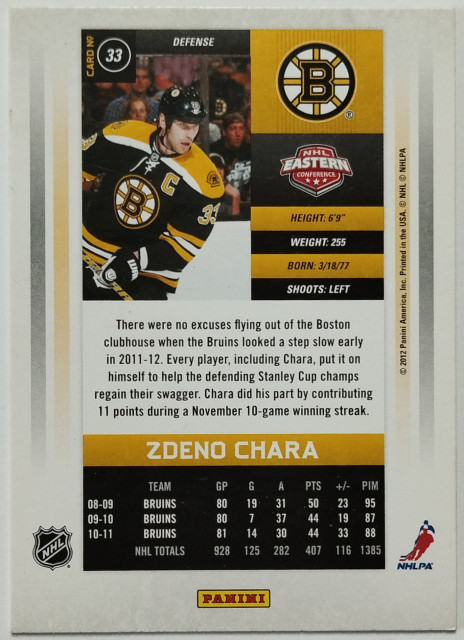 CARD Nº
33
DEFENSE
B
®
C
33
NHL
EASTERN
CONFERENCE
HEIGHT: 6'9"
WEIGHT: 255
BORN: 3/18/77
SHOOTS: LEFT
There were no excuses flying out of the Boston
clubhouse when the Bruins looked a step slow early
in 2011-12. Every player, including Chara, put it on
himself to help the defending Stanley Cup champs
regain their swagger. Chara did his part by contributing
11 points during a November 10-game winning streak.
ZDENO CHARA
TEAM GP G A PTS +/- PIM
08-09 BRUINS 80 19 31 50 23 95
09-10 BRUINS 80 7 37 44 19 87
10-11 BRUINS 81 14 30 44 33 88
NHL TOTALS 928 125 282 407 116 1385
NHL
PANINI
NHLPA
© 2012 Panini America, Inc. Printed in the USA. © NHL © NHLPA